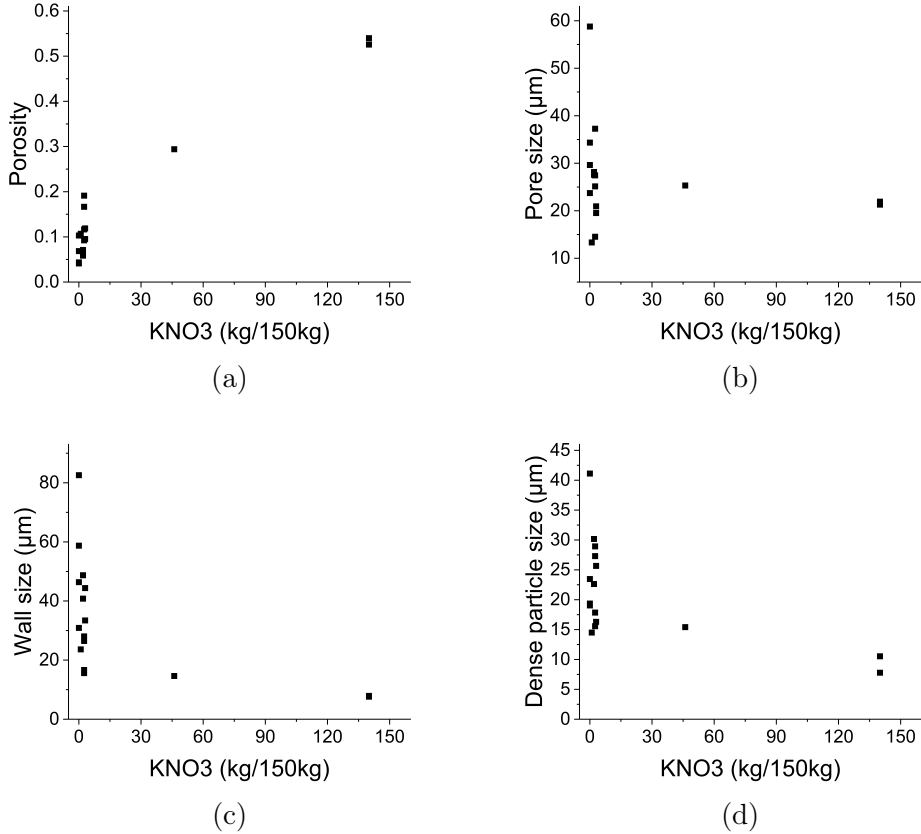 Porosity
0.6
0.5
0.4
0.3
0.2
0.1
0.0
0 30 60 90 120 150
KNO3 (kg/150kg)
(a)
Pore size (µm)
60
50
40
30
20
10
0 30 60 90 120 150
KNO3 (kg/150kg)
(b)
Wall size (µm)
80
60
40
20
0
0 30 60 90 120 150
KNO3 (kg/150kg)
(c)
Dense particle size (µm)
45
40
35
30
25
20
15
10
5
0
0 30 60 90 120 150
KNO3 (kg/150kg)
(d)